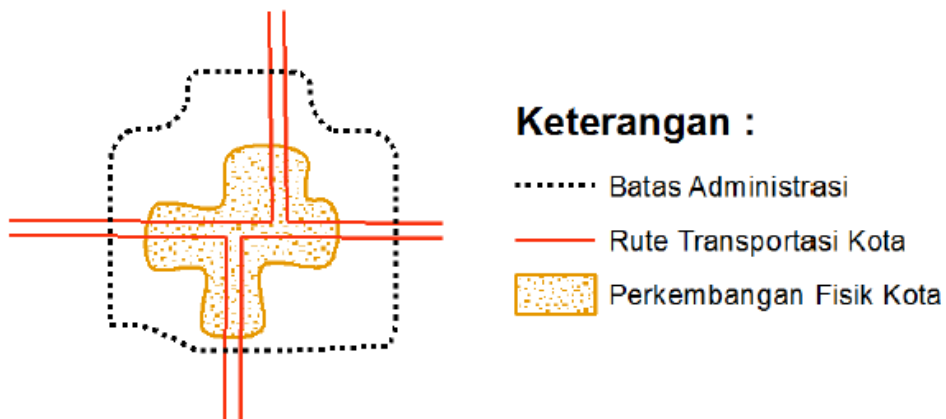 Keterangan :
Batas Administrasi
Rute Transportasi Kota
Perkembangan Fisik Kota